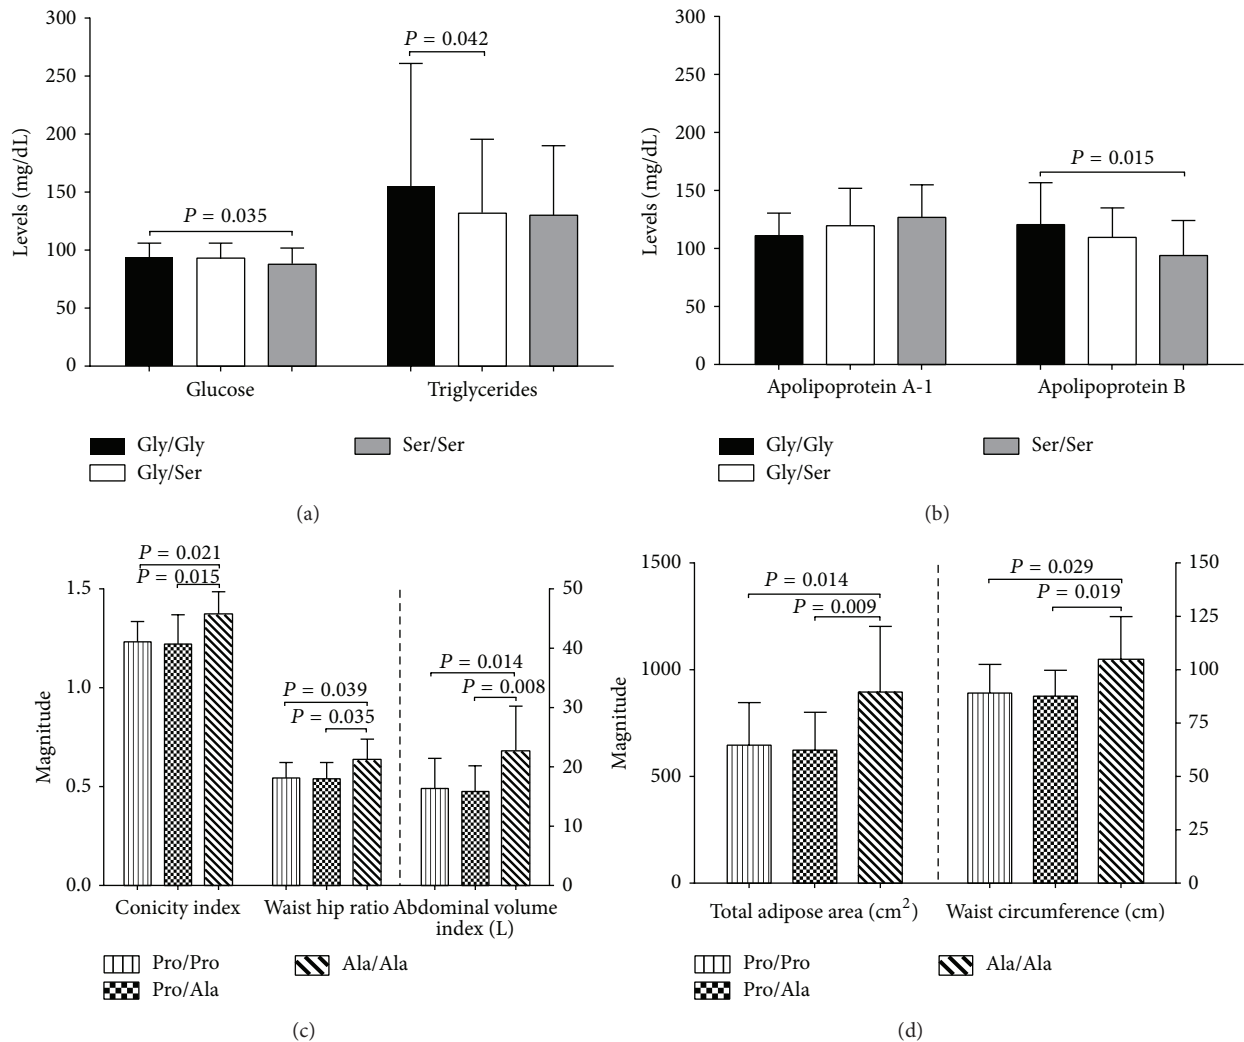 300
250
200
150
100
50
0
Levels (mg/dL)
P = 0.035
P = 0.042
Glucose
Triglycerides
Gly/Gly
Gly/Ser
Ser/Ser
(a)
300
250
200
150
100
50
0
Levels (mg/dL)
P = 0.015
Apolipoprotein A-1
Apolipoprotein B
Gly/Gly
Gly/Ser
Ser/Ser
(b)
1.5
1.0
0.5
0.0
Magnitude
P = 0.021
P = 0.015
P = 0.039
P = 0.035
P = 0.014
P = 0.008
50
40
30
20
10
0
Conicity index
Waist hip ratio
Abdominal volume
index (L)
Pro/Pro
Pro/Ala
Ala/Ala
(c)
1500
1000
500
0
Magnitude
P = 0.014
P = 0.009
P = 0.029
P = 0.019
150
125
100
75
50
25
0
Total adipose area (cm²)
Waist circumference (cm)
Pro/Pro
Pro/Ala
Ala/Ala
(d)